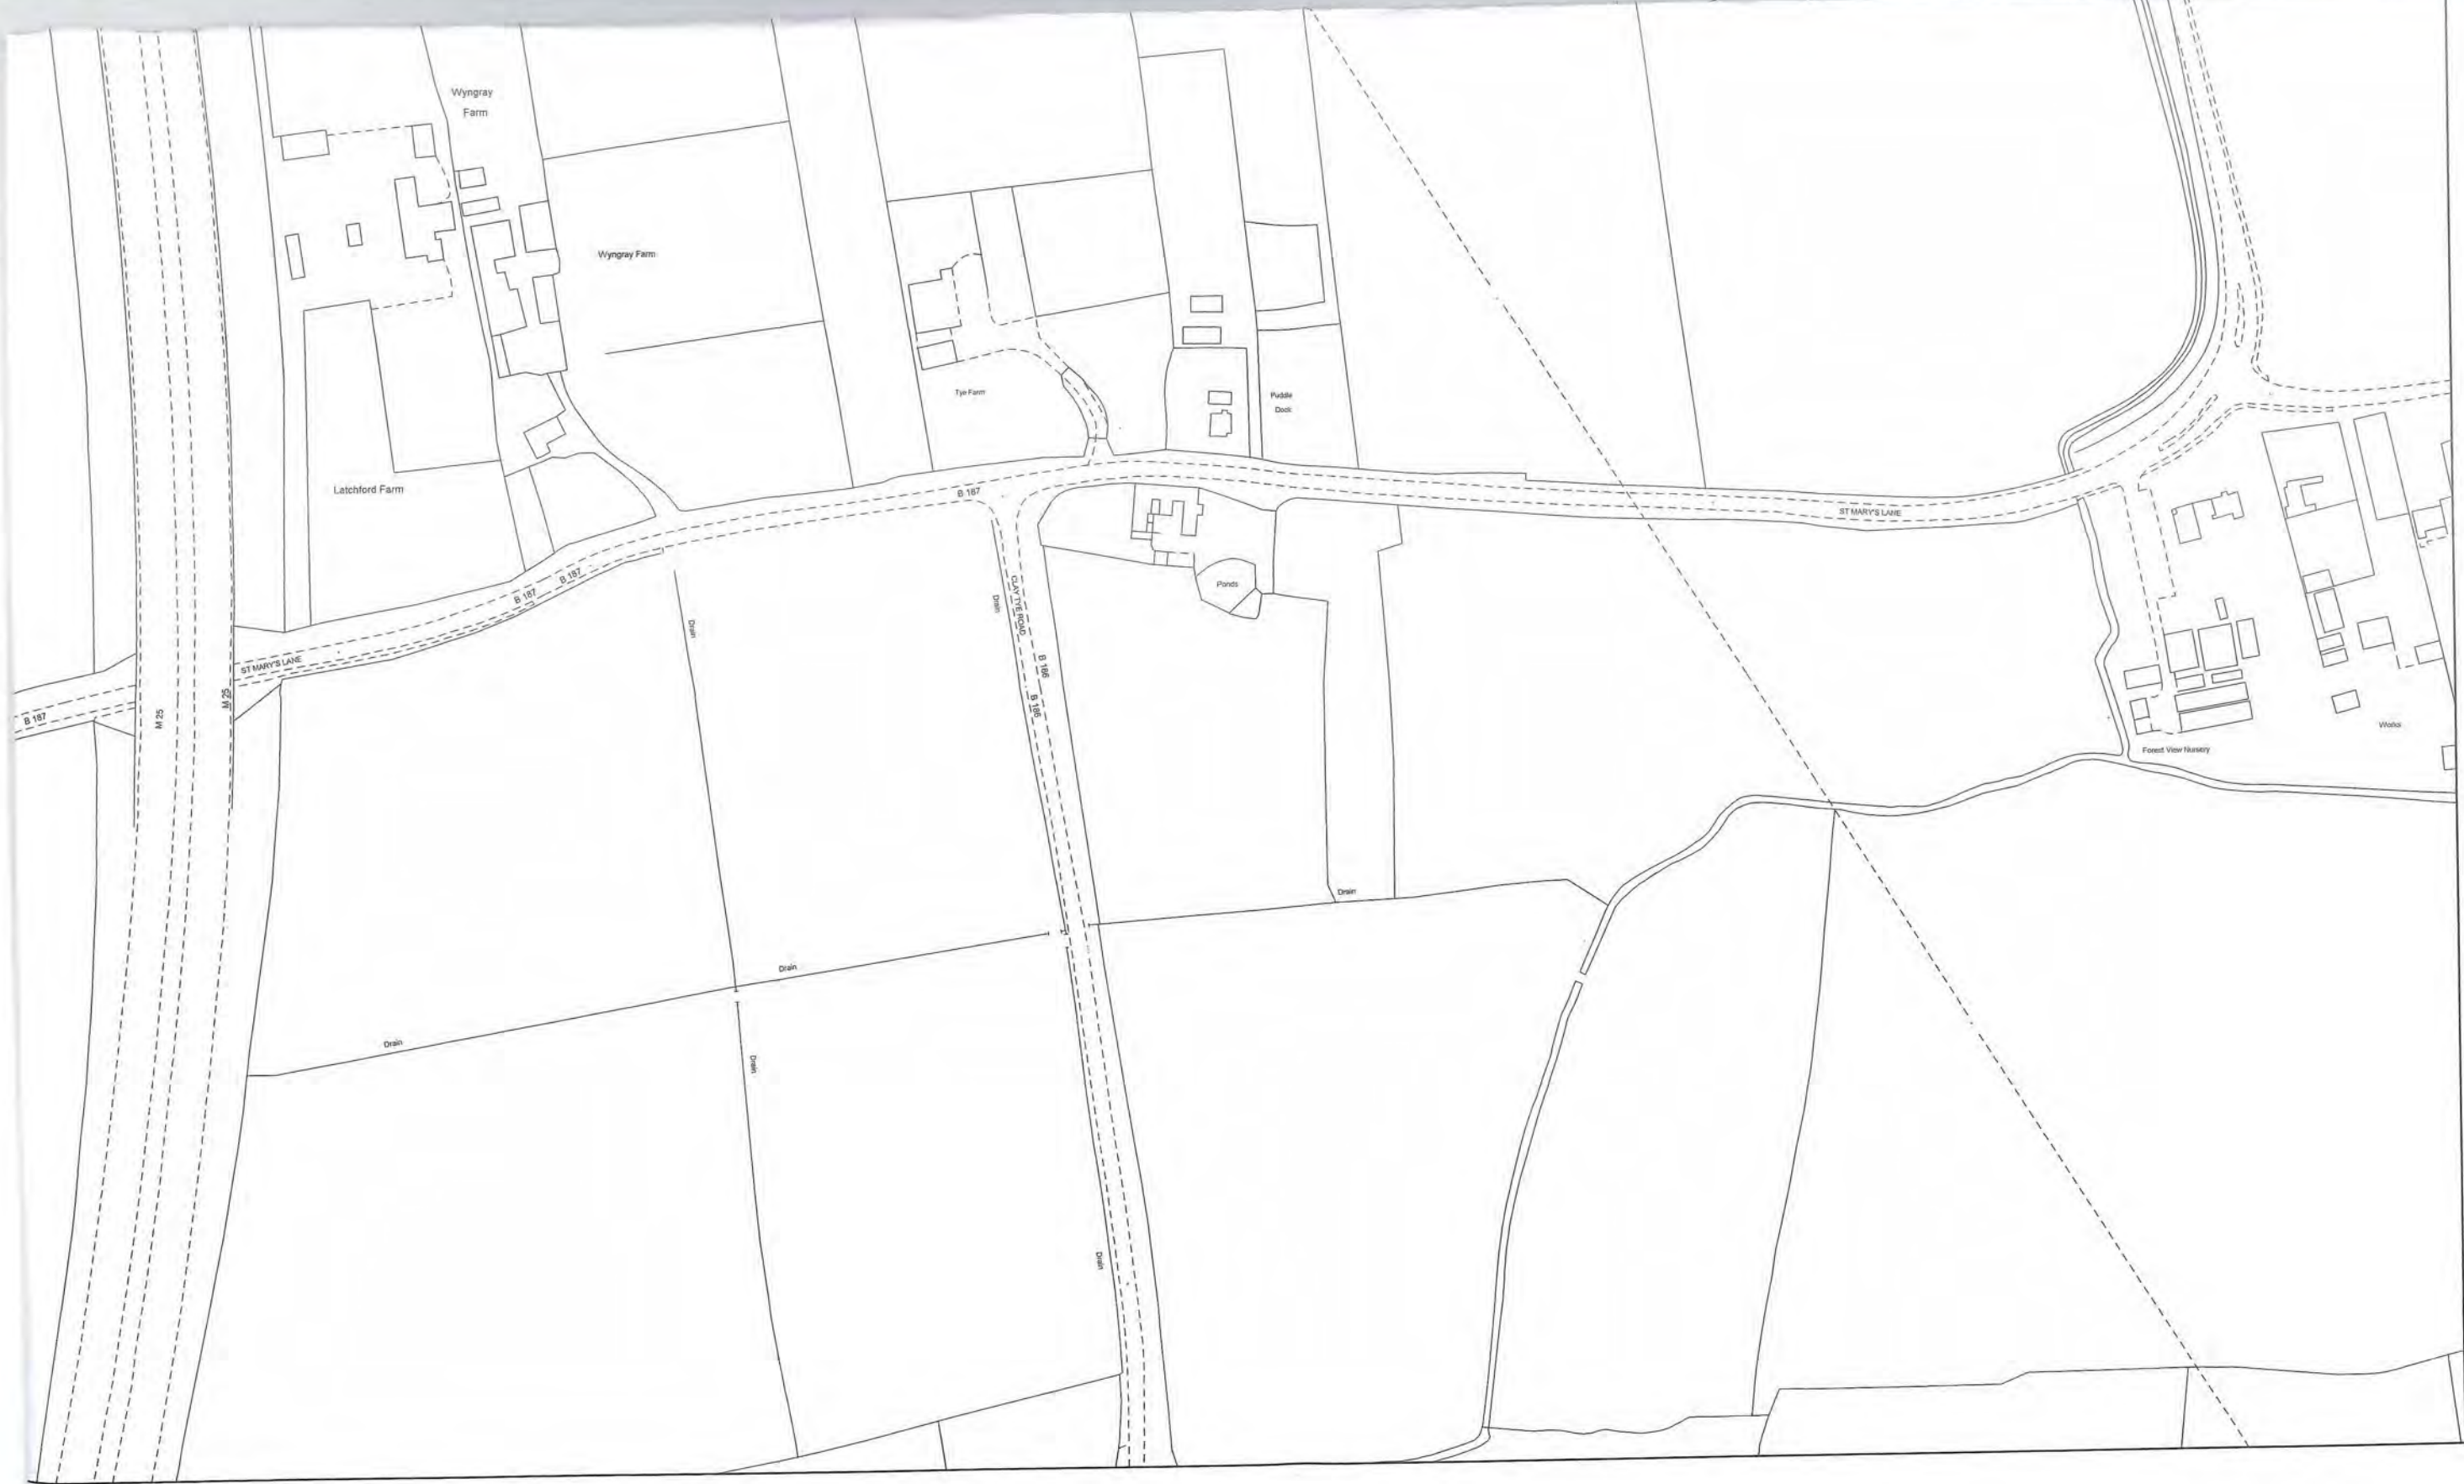 Wyngray
Farm
Wyngray Farm
Tye Farm
Puddle
Dock
Latchford Farm
B 187
ST MARY'S LANE
B 187
B 187
CLAY TYE ROAD
Drain
Drain
Ponds
ST MARY'S LANE
B 187
M 25
M 25
B 186
B 186
Works
Forest View Nursery
Drain
Drain
Drain
Drain
Drain